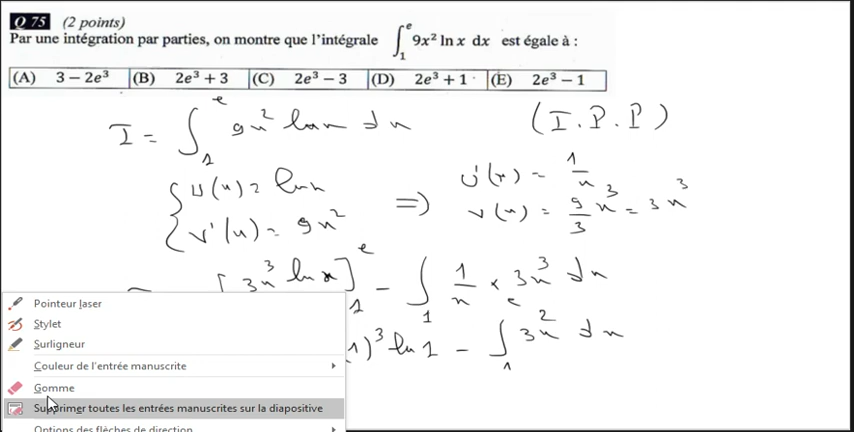 Q 75 (2 points)
Par une intégration par parties, on montre que l'intégrale ∫₁ᵉ 9x² ln x dx est égale à :
(A) 3 − 2e³ (B) 2e³ + 3 (C) 2e³ − 3 (D) 2e³ + 1 (E) 2e³ − 1
I = ∫₁ᵉ 9x² ln x dx (I.P.P)
{ U(x) = ln x ⇒ U'(x) = 1/x
{ V'(x) = 9x² V(x) = 9/3 x³ = 3x³
[3x³ ln x]₁ᵉ − ∫₁ᵉ 1/x × 3x³ dx
1)³ ln 1 − ∫₁ᵉ 3x² dx
Pointeur laser
Stylet
Surligneur
Couleur de l'entrée manuscrite
Gomme
Supprimer toutes les entrées manuscrites sur la diapositive
Options des flèches de direction